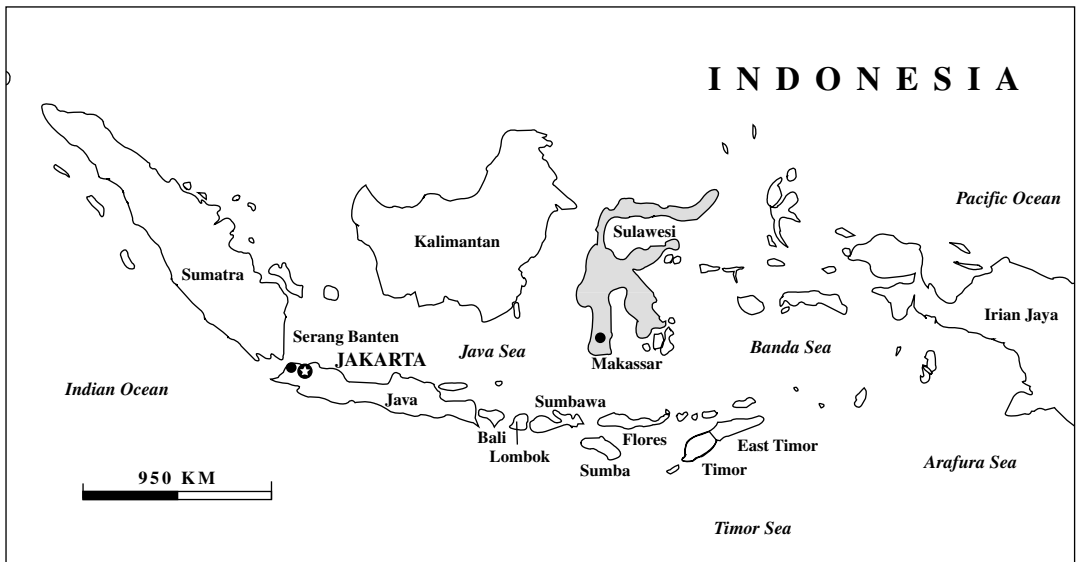 INDONESIA
Pacific Ocean
Sulawesi
Kalimantan
Sumatra
Irian Jaya
Serang Banten
Java Sea
Banda Sea
JAKARTA
Makassar
Indian Ocean
Java
Sumbawa
Bali
Flores
East Timor
Lombok
Sumba
Timor
Arafura Sea
950 KM
Timor Sea